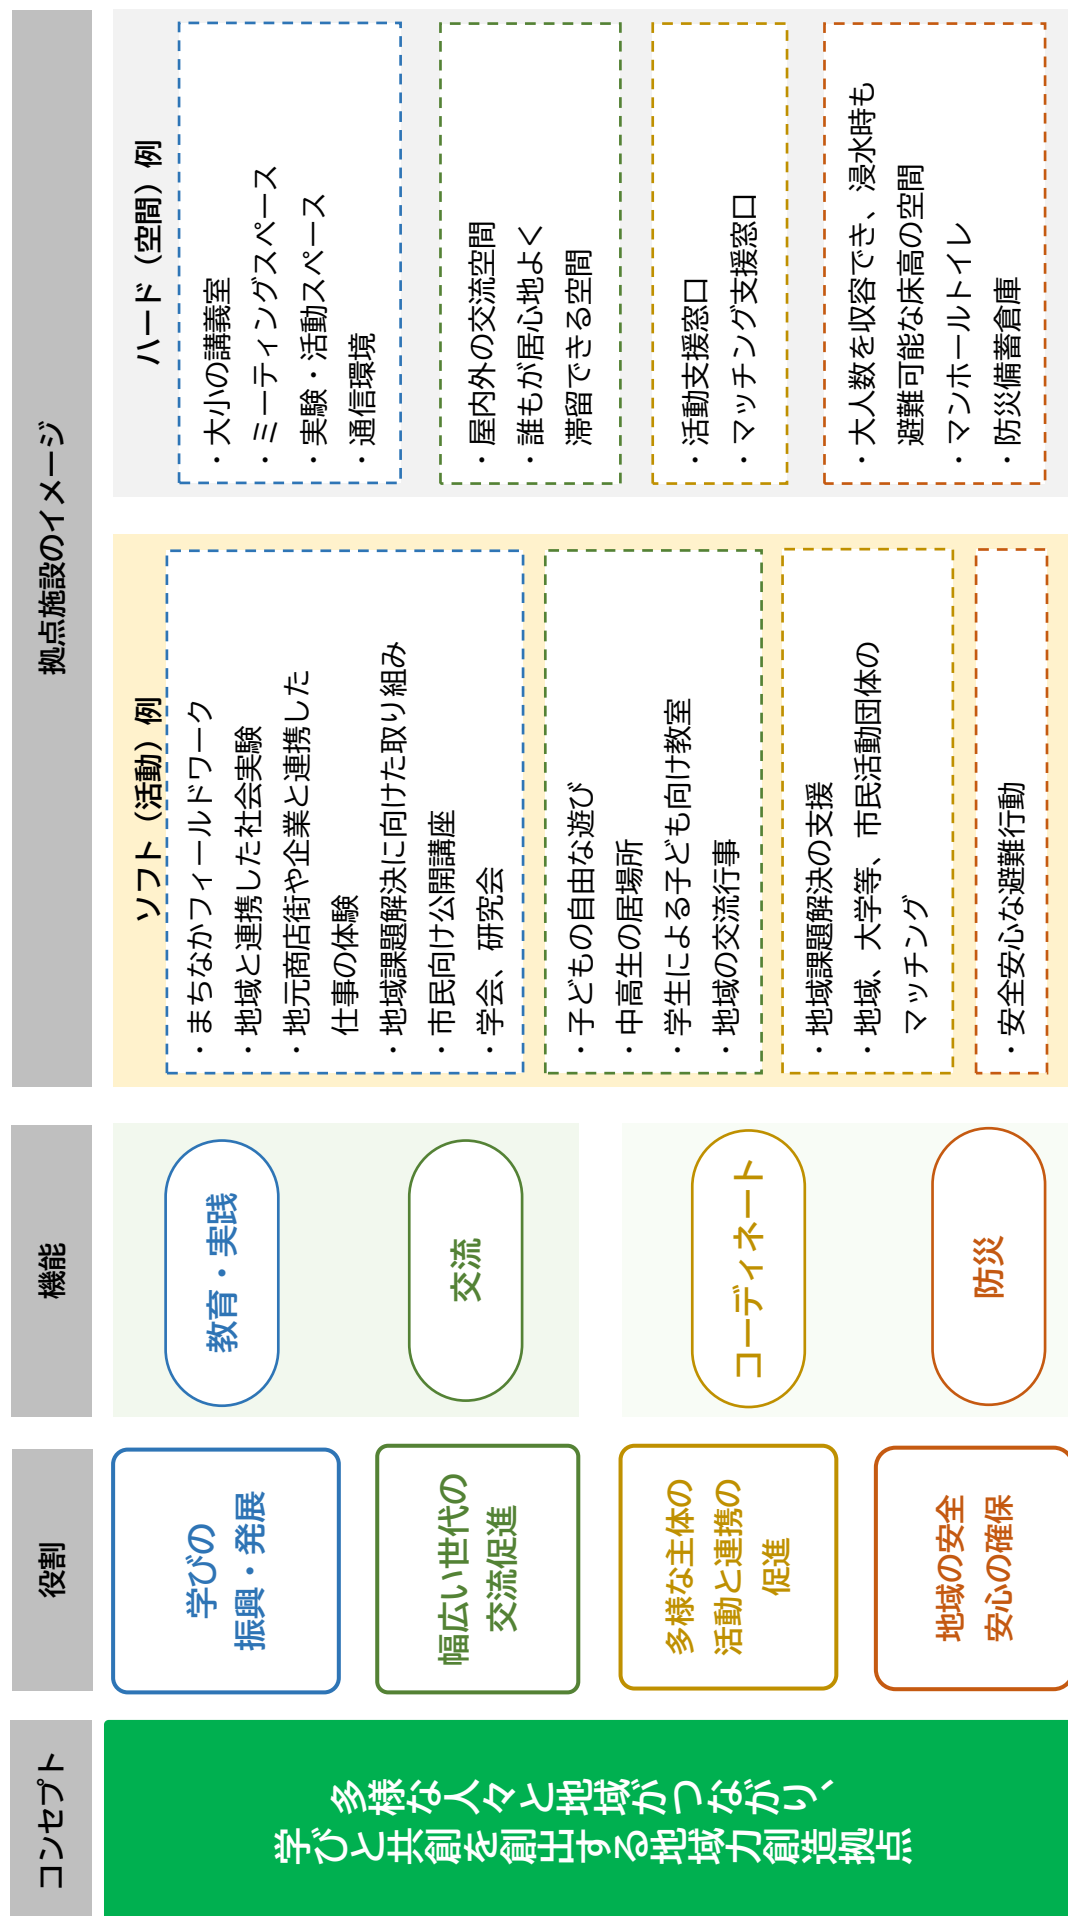 コンセプト
役割
機能
拠点施設のイメージ
多様な人々と地域がつながり、
学びと共創を創出する地域力創造拠点
学びの
振興・発展
教育・実践
ソフト（活動）例
・まちなかフィールドワーク
・地域と連携した社会実験
・地元商店街や企業と連携した
仕事の体験
・地域課題解決に向けた取り組み
・市民向け公開講座
・学会、研究会
ハード（空間）例
・大小の講義室
・ミーティングスペース
・実験・活動スペース
・通信環境
幅広い世代の
交流促進
交流
・子どもの自由な遊び
・中高生の居場所
・学生による子ども向け教室
・地域の交流行事
・屋内外の交流空間
・誰もが居心地よく
滞留できる空間
多様な主体の
活動と連携の
促進
コーディネート
・地域課題解決の支援
・地域、大学等、市民活動団体の
マッチング
・活動支援窓口
・マッチング支援窓口
地域の安全
安心の確保
防災
・安全安心な避難行動
・大人数を収容でき、浸水時も
避難可能な床高の空間
・マンホールトイレ
・防災備蓄倉庫